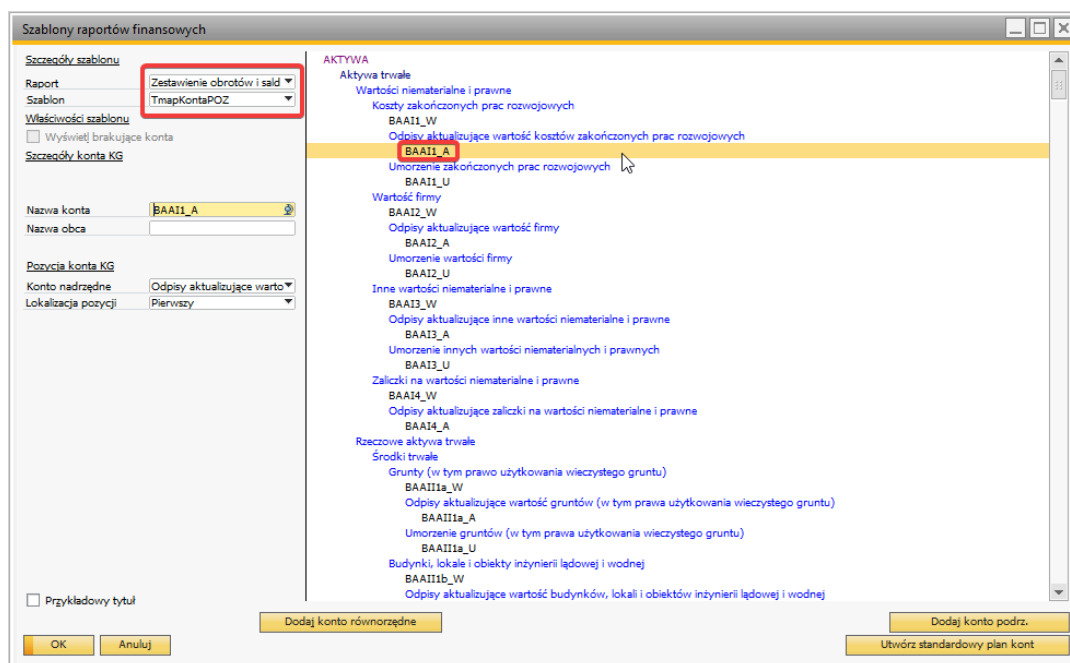 Szablony raportów finansowych
Szczegóły szablonu
Raport
Zestawienie obrotów i sald
Szablon
TmapKontaPOZ
Właściwości szablonu
Wyświetl brakujące konta
Szczegóły konta KG
Nazwa konta
BAAI1_A
Nazwa obca
Pozycja konta KG
Konto nadrzędne
Odpisy aktualizujące warto
Lokalizacja pozycji
Pierwszy
Przykładowy tytuł
AKTYWA
Aktywa trwałe
Wartości niematerialne i prawne
Koszty zakończonych prac rozwojowych
BAAI1_W
Odpisy aktualizujące wartość kosztów zakończonych prac rozwojowych
BAAI1_A
Umorzenie zakończonych prac rozwojowych
BAAI1_U
Wartość firmy
BAAI2_W
Odpisy aktualizujące wartość firmy
BAAI2_A
Umorzenie wartości firmy
BAAI2_U
Inne wartości niematerialne i prawne
BAAI3_W
Odpisy aktualizujące inne wartości niematerialne i prawne
BAAI3_A
Umorzenie innych wartości niematerialnych i prawnych
BAAI3_U
Zaliczki na wartości niematerialne i prawne
BAAI4_W
Odpisy aktualizujące zaliczki na wartości niematerialne i prawne
BAAI4_A
Rzeczowe aktywa trwałe
Środki trwałe
Grunty (w tym prawo użytkowania wieczystego gruntu)
BAAII1a_W
Odpisy aktualizujące wartość gruntów (w tym prawa użytkowania wieczystego gruntu)
BAAII1a_A
Umorzenie gruntów (w tym prawa użytkowania wieczystego gruntu)
BAAII1a_U
Budynki, lokale i obiekty inżynierii lądowej i wodnej
BAAII1b_W
Odpisy aktualizujące wartość budynków, lokali i obiektów inżynierii lądowej i wodnej
Dodaj konto równorzędne
Dodaj konto podrz.
OK
Anuluj
Utwórz standardowy plan kont